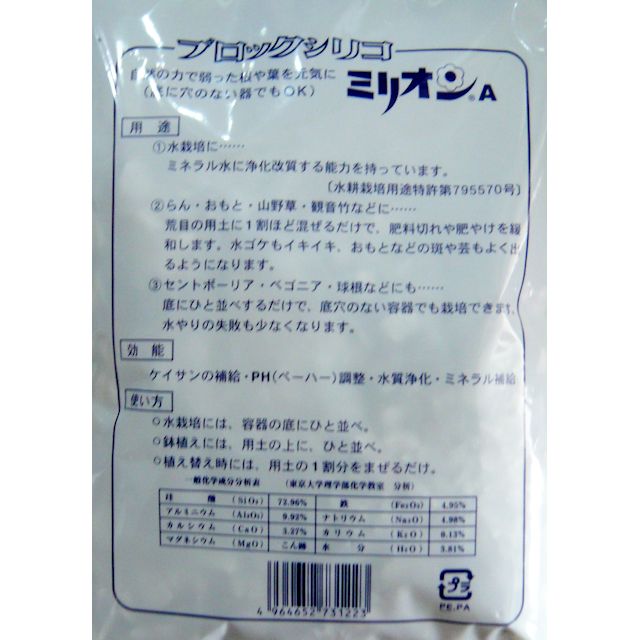 ブロックシリコ
自然の力で弱った根や葉を元気に
(底に穴のない器でもOK)
ミリオン®A
用途
①水栽培に……
ミネラル水に浄化改質する能力を持っています。
〔水耕栽培用途特許第795570号〕
②らん・おもと・山野草・観音竹などに……
荒目の用土に1割ほど混ぜるだけで、肥料切れや肥やけを緩
和します。水ゴケもイキイキ、おもとなどの斑や芸もよく出
るようになります。
③セントポーリア・ベゴニア・球根などにも……
底にひと並べするだけで、底穴のない容器でも栽培できます。
水やりの失敗も少なくなります。
効能
ケイサンの補給・PH(ペーハー)調整・水質浄化・ミネラル補給
使い方
○水栽培には、容器の底にひと並べ。
○鉢植えには、用土の上に、ひと並べ。
○植え替え時には、用土の1割分をまぜるだけ。
一般化学成分分析表 (東京大学理学部化学教室 分析)
珪酸 (SiO₂) 73.96% 鉄 (Fe₂O₃) 4.95%
アルミニウム (Al₂O₃) 9.92% ナトリウム (Na₂O) 4.98%
カルシウム (CaO) 3.27% カリウム (K₂O) 0.13%
マグネシウム (MgO) こん跡 水分 (H₂O) 3.81%
4 964652 731223
プラ
PE,PA